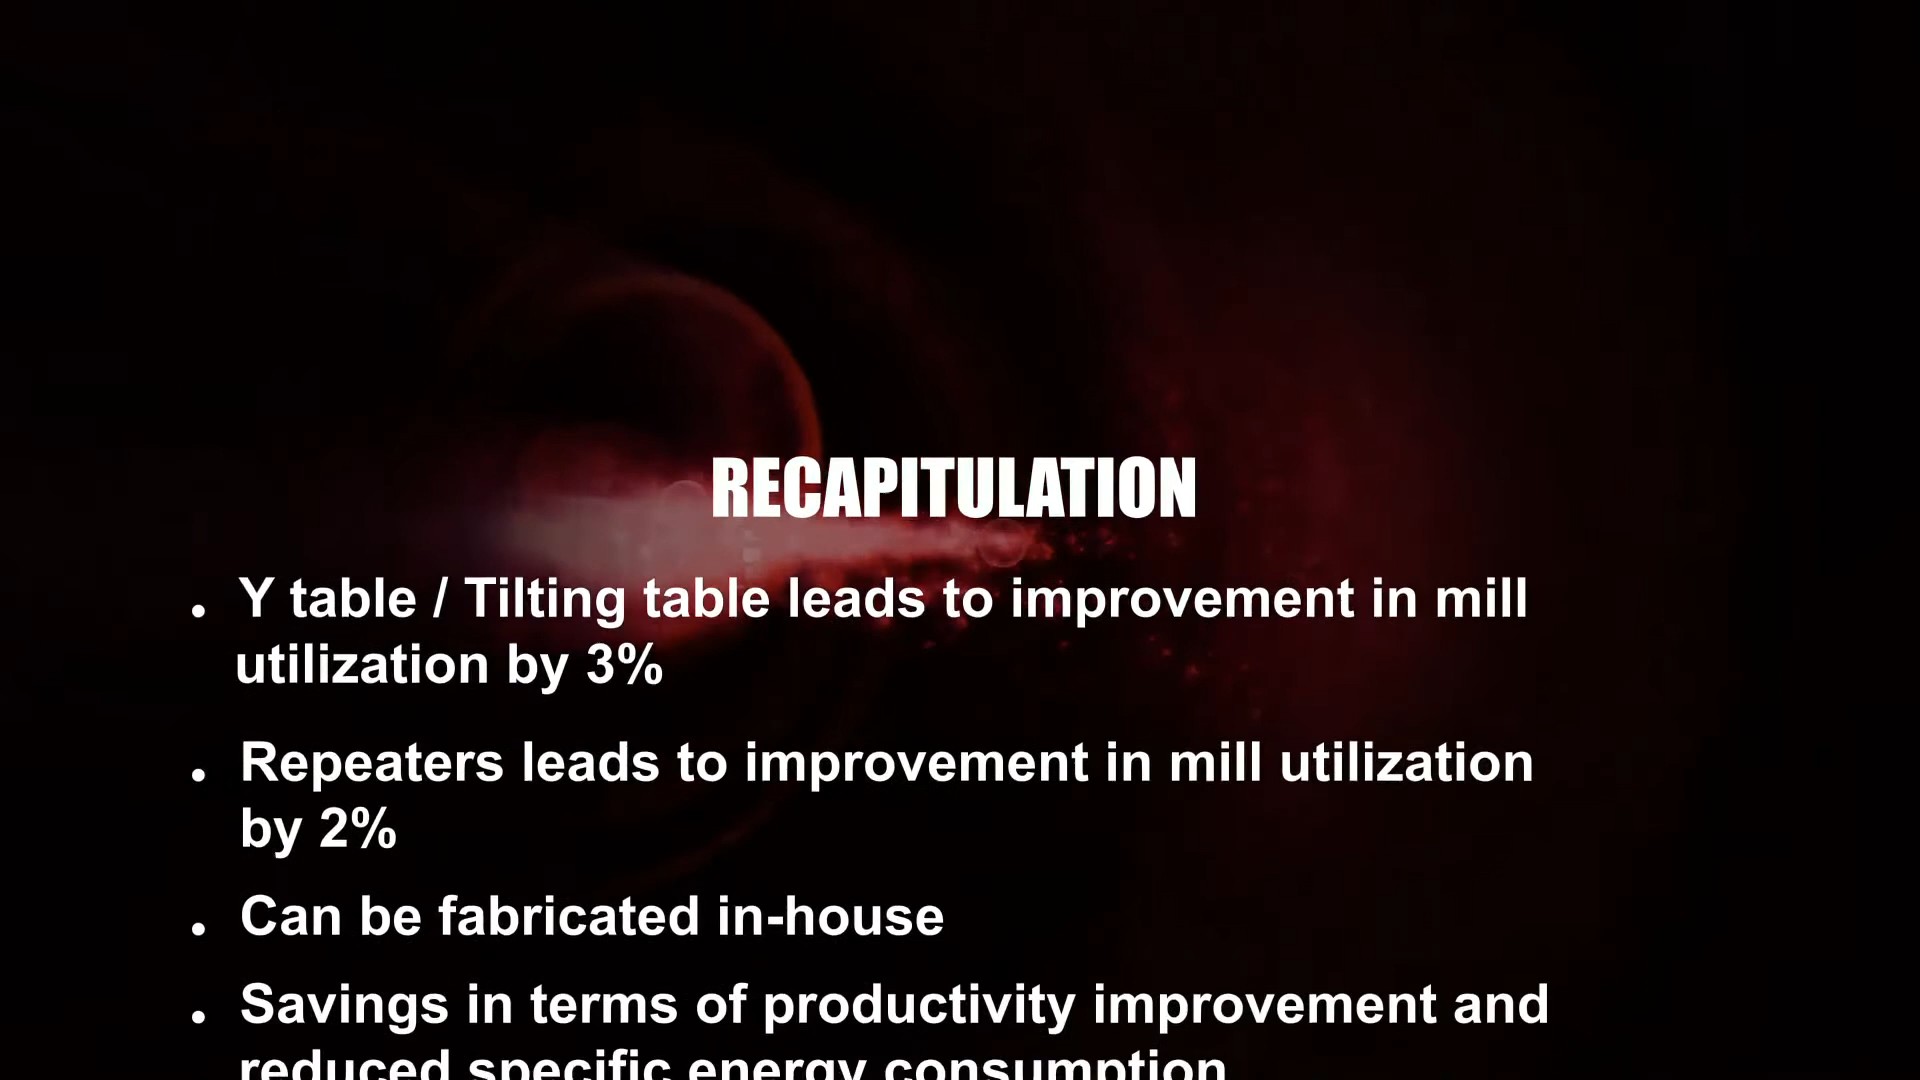 RECAPITULATION
. Y table / Tilting table leads to improvement in mill
utilization by 3%
. Repeaters leads to improvement in mill utilization
by 2%
. Can be fabricated in-house
. Savings in terms of productivity improvement and
reduced specific energy consumption